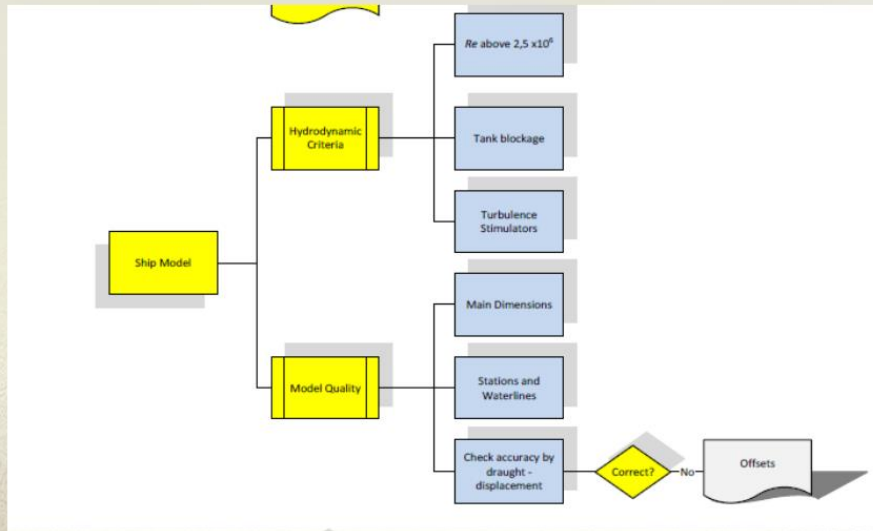 Re above 2,5 x10⁶
Hydrodynamic
Criteria
Tank blockage
Turbulence
Stimulators
Ship Model
Main Dimensions
Model Quality
Stations and
Waterlines
Check accuracy by
draught -
displacement
Correct?
No
Offsets